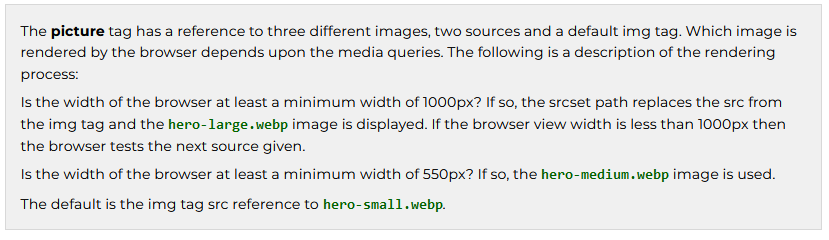 The picture tag has a reference to three different images, two sources and a default img tag. Which image is
rendered by the browser depends upon the media queries. The following is a description of the rendering
process:
Is the width of the browser at least a minimum width of 1000px? If so, the srcset path replaces the src from
the img tag and the hero-large.webp image is displayed. If the browser view width is less than 1000px then
the browser tests the next source given.
Is the width of the browser at least a minimum width of 550px? If so, the hero-medium.webp image is used.
The default is the img tag src reference to hero-small.webp.